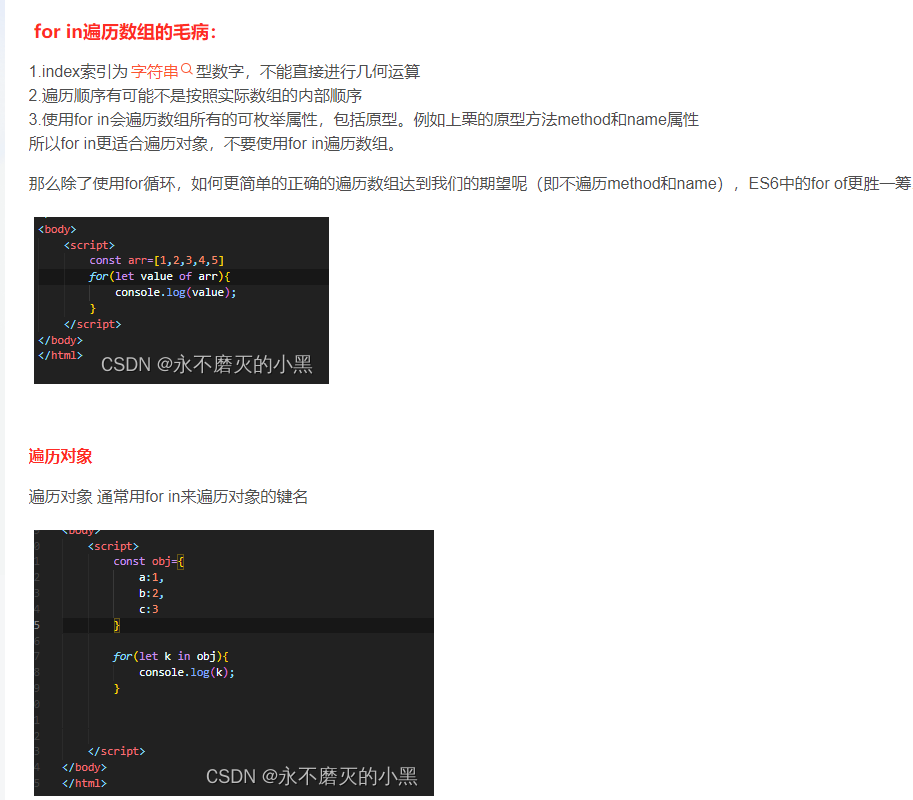 for in遍历数组的毛病：
1.index索引为 字符串 型数字，不能直接进行几何运算
2.遍历顺序有可能不是按照实际数组的内部顺序
3.使用for in会遍历数组所有的可枚举属性，包括原型。例如上栗的原型方法method和name属性
所以for in更适合遍历对象，不要使用for in遍历数组。
那么除了使用for循环，如何更简单的正确的遍历数组达到我们的期望呢（即不遍历method和name），ES6中的for of更胜一筹
<body>
<script>
const arr=[1,2,3,4,5]
for(let value of arr){
console.log(value);
}
</script>
</body>
</html>
CSDN @永不磨灭的小黑
遍历对象
遍历对象 通常用for in来遍历对象的键名
<body>
<script>
const obj={
a:1,
b:2,
c:3
}
for(let k in obj){
console.log(k);
}
</script>
</body>
</html>
CSDN @永不磨灭的小黑